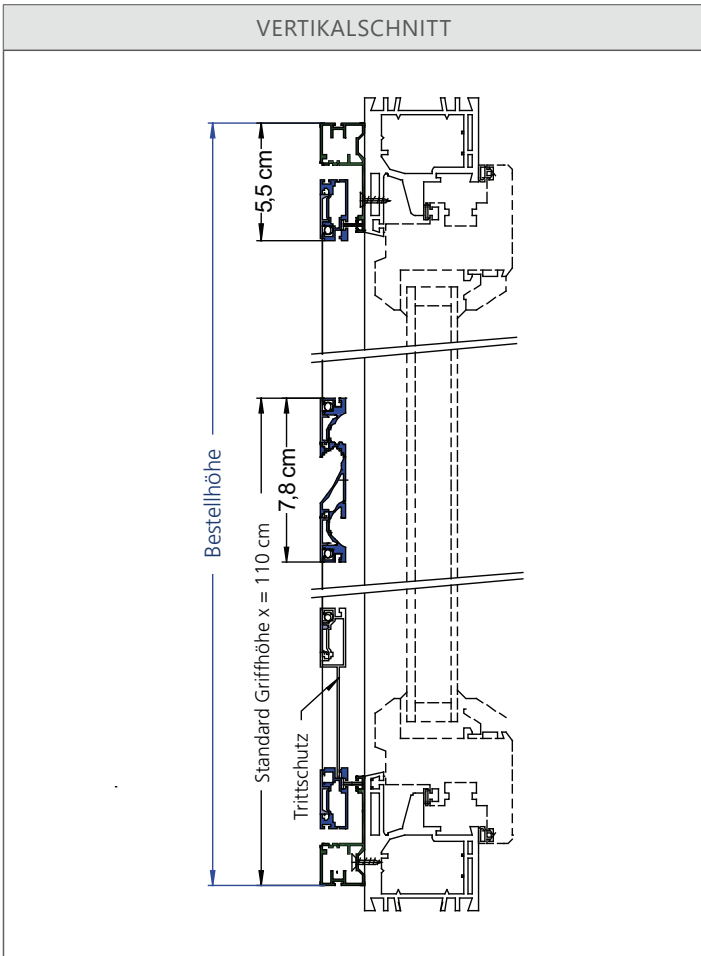 VERTIKALSCHNITT
5,5 cm
Bestellhöhe
Standard Griffhöhe x = 110 cm
7,8 cm
Trittschutz